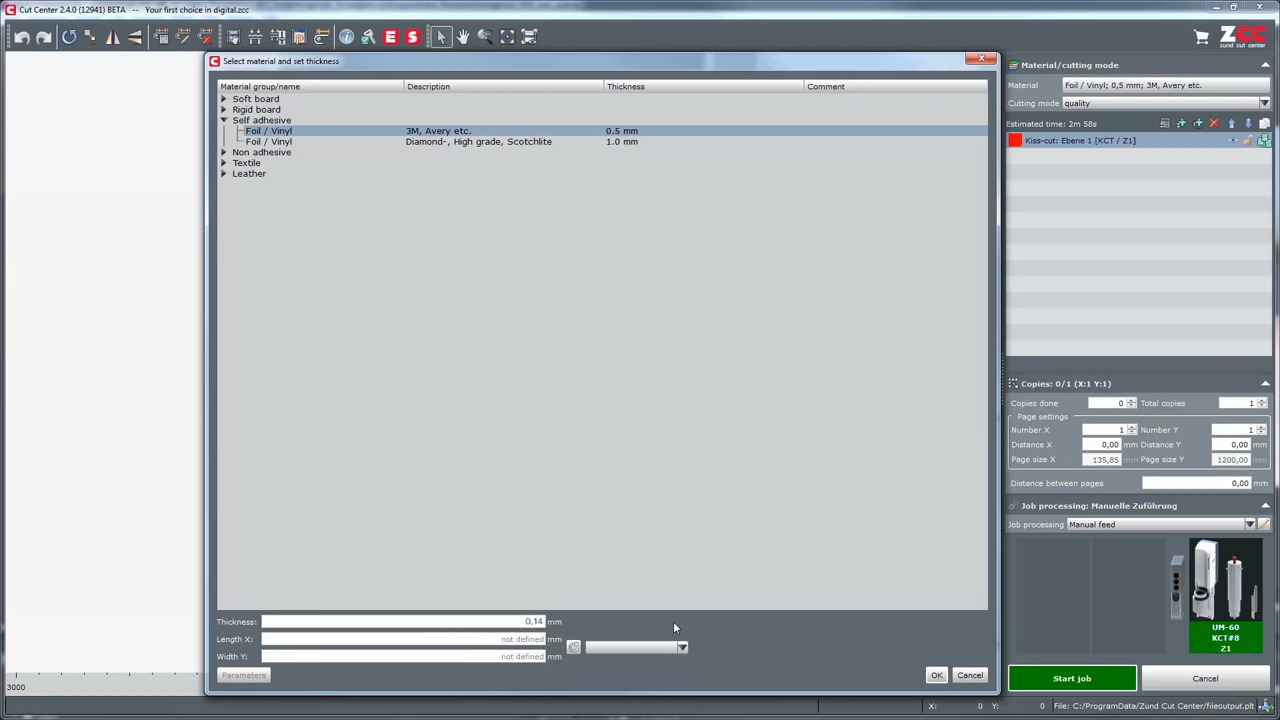 Cut Center 2.4.0 (12941) BETA -- Your first choice in digital.zcc
ZCC
zund cut center
Select material and set thickness
Material group/name Description Thickness Comment
Soft board
Rigid board
Self adhesive
Foil / Vinyl 3M, Avery etc. 0.5 mm
Foil / Vinyl Diamond-, High grade, Scotchlite 1.0 mm
Non adhesive
Textile
Leather
Thickness: 0,14 mm
Length X: not defined mm
Width Y: not defined mm
Parameters
OK Cancel
Material/cutting mode
Material Foil / Vinyl; 0,5 mm; 3M, Avery etc.
Cutting mode quality
Estimated time: 2m 58s
Kiss-cut: Ebene 1 [KCT / Z1]
Copies: 0/1 (X:1 Y:1)
Copies done 0 Total copies 1
Page settings
Number X 1 Number Y 1
Distance X 0,00 mm Distance Y 0,00 mm
Page size X 135,85 mm Page size Y 1200,00 mm
Distance between pages 0,00 mm
Job processing: Manuelle Zuführung
Job processing Manual feed
UM-60
KCT#8
Z1
Start job Cancel
3000
X: 0 Y: 0 File: C:/ProgramData/Zund Cut Center/fileoutput.plt